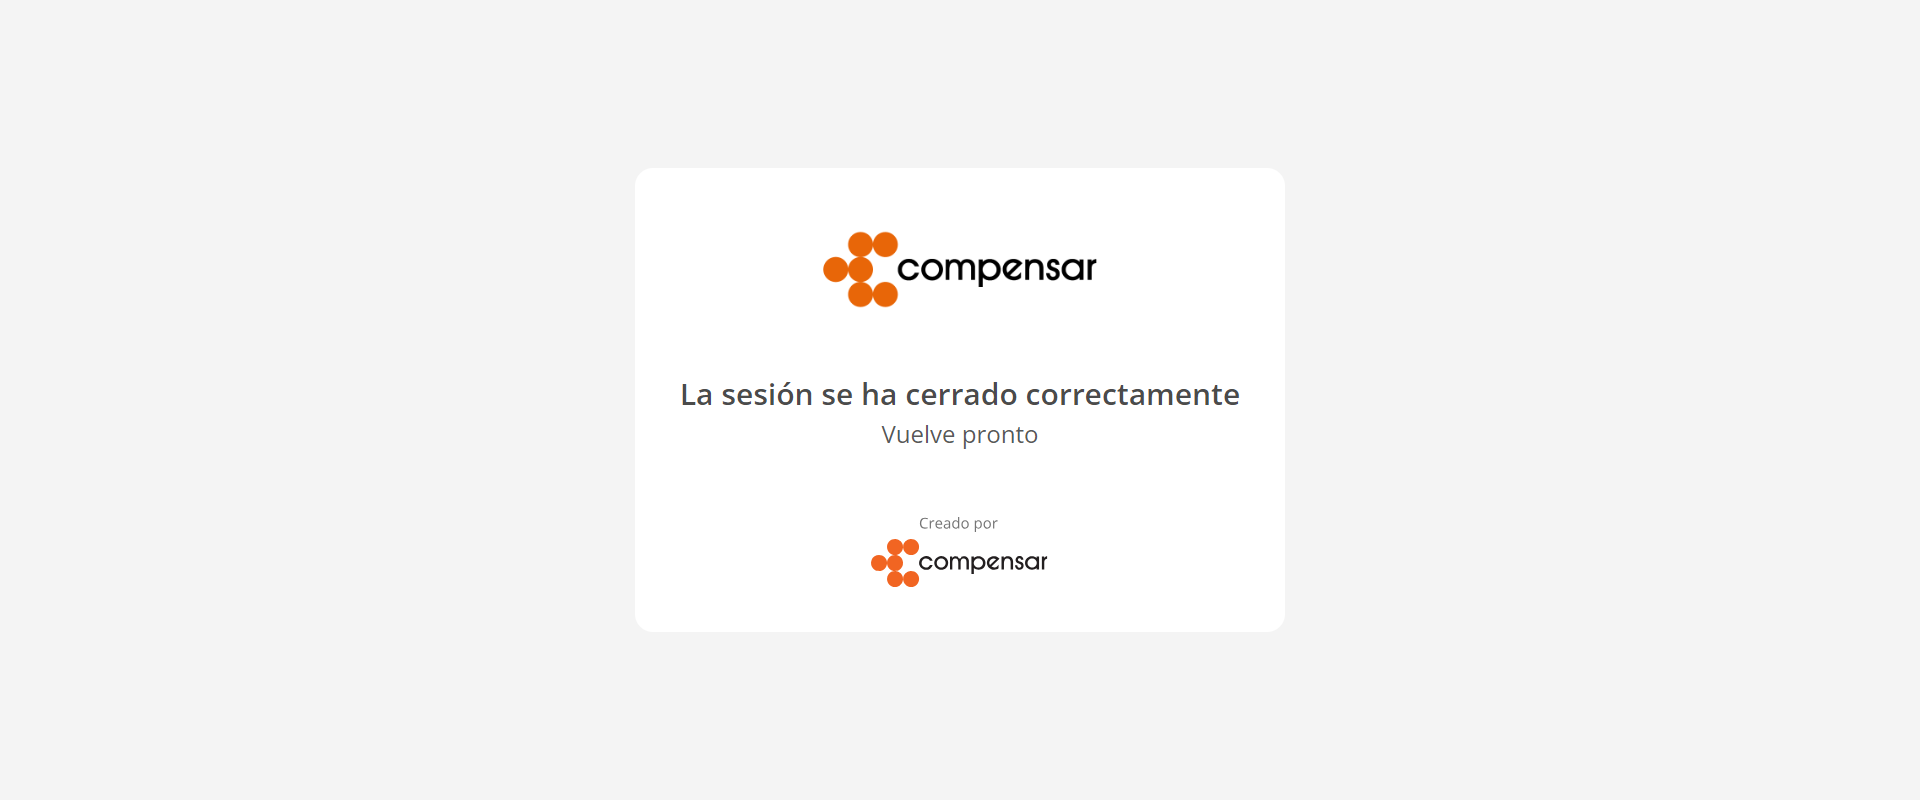 compensar
La sesión se ha cerrado correctamente
Vuelve pronto
Creado por
compensar